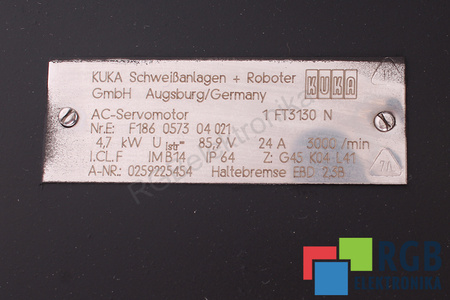 KUKA Schweißanlagen + Roboter
GmbH Augsburg/Germany
KUKA
AC-Servomotor 1 FT3130 N
Nr.E: F186 0573 04 021
4,7 kW U Istr= 85,9 V 24 A 3000 /min
I.CL.F IM B14 IP 64 Z: G45 K04-L41
A-NR.: 0259225454 Haltebremse EBD 2,3B
RGB
ELEKTRONIKA